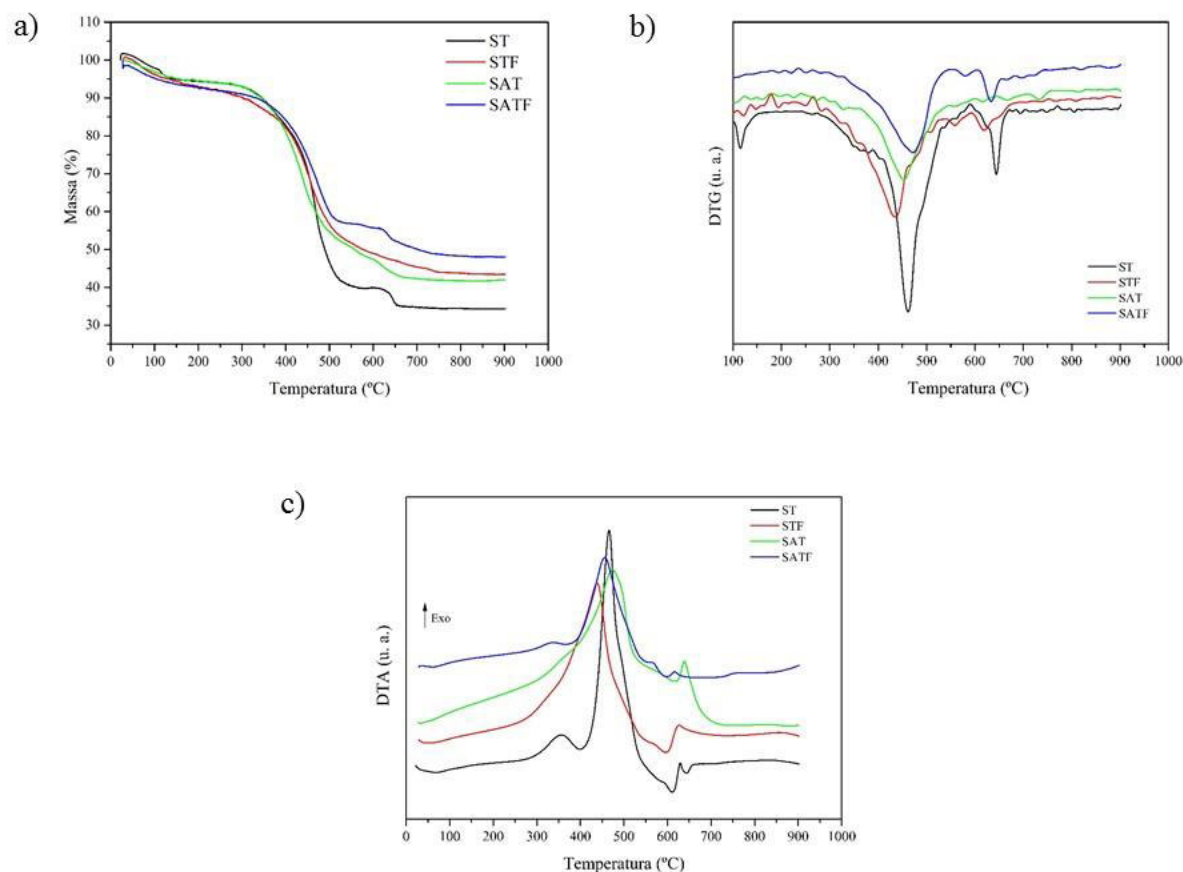 a)
110
100
90
80
70
60
50
40
30
Massa (%)
0 100 200 300 400 500 600 700 800 900 1000
Temperatura (ºC)
ST
STF
SAT
SATF
b)
DTG (u. a.)
100 200 300 400 500 600 700 800 900 1000
Temperatura (ºC)
ST
STF
SAT
SATF
c)
DTA (u. a.)
Exo
0 100 200 300 400 500 600 700 800 900 1000
Temperatura (ºC)
ST
STF
SAT
SATF